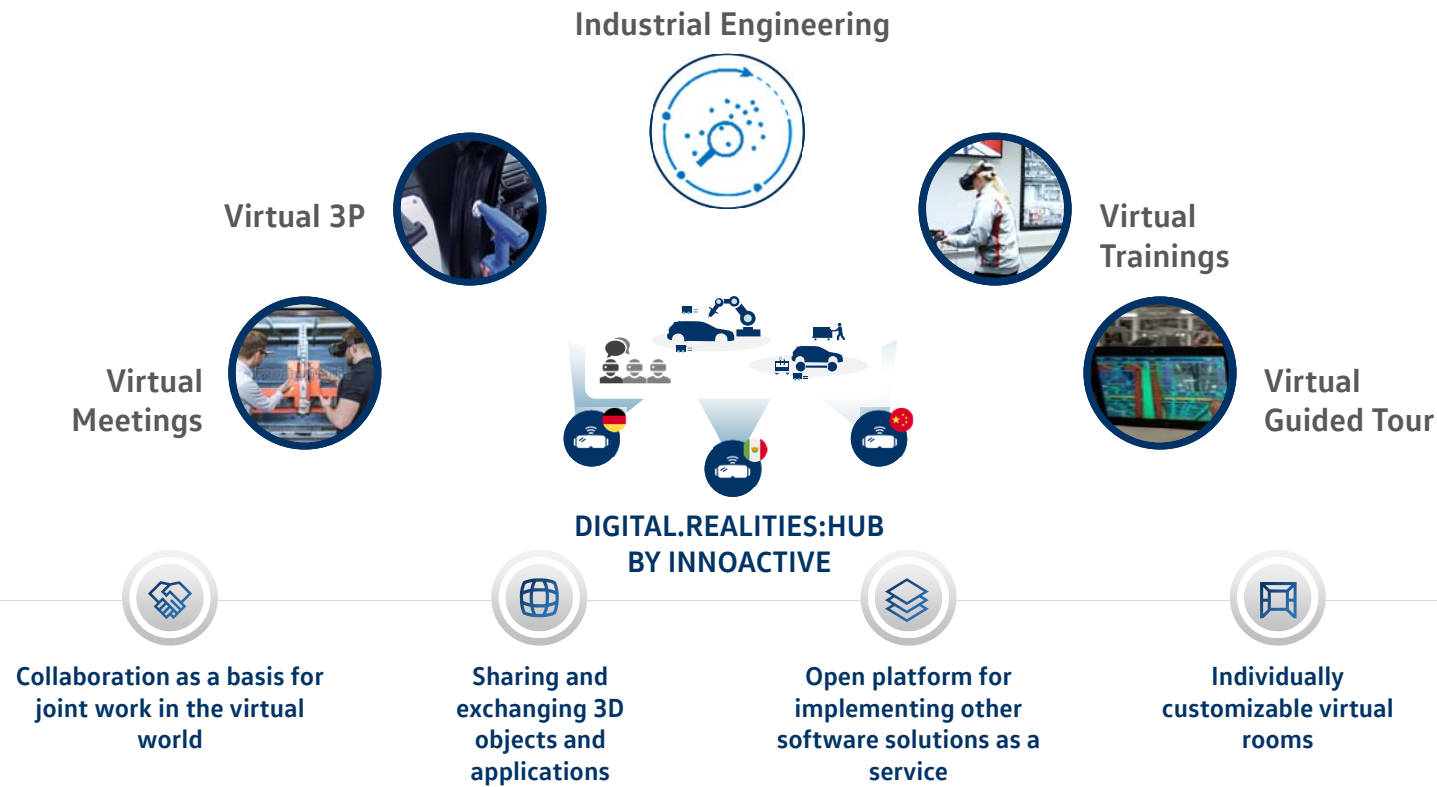 Industrial Engineering
Virtual 3P
Virtual
Trainings
Virtual
Meetings
Virtual
Guided Tour
DIGITAL.REALITIES:HUB
BY INNOACTIVE
Collaboration as a basis for
joint work in the virtual
world
Sharing and
exchanging 3D
objects and
applications
Open platform for
implementing other
software solutions as a
service
Individually
customizable virtual
rooms